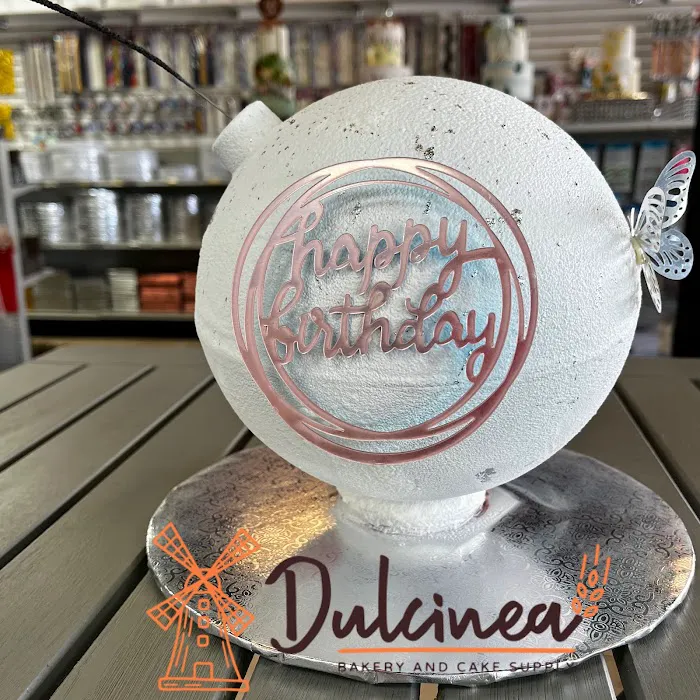 happy
birthday
Dulcinea
BAKERY AND CAKE SUPPLY